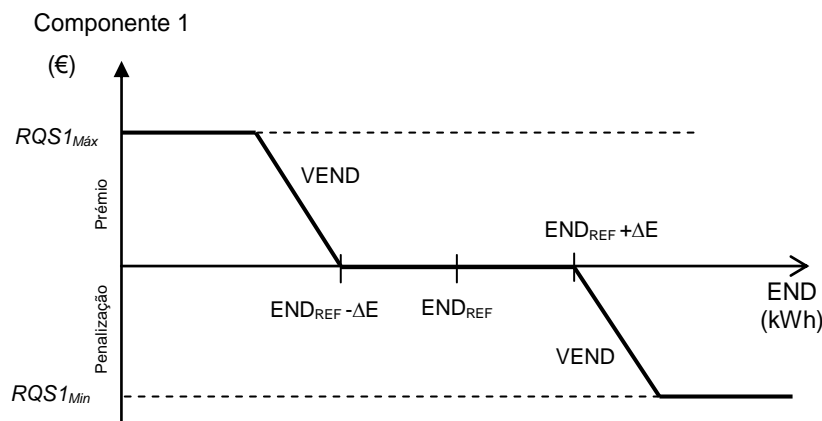 Componente 1
(€)
RQS1Máx
Prémio
VEND
ENDREF +ΔE
ENDREF -ΔE
ENDREF
END
(kWh)
Penalização
VEND
RQS1Min